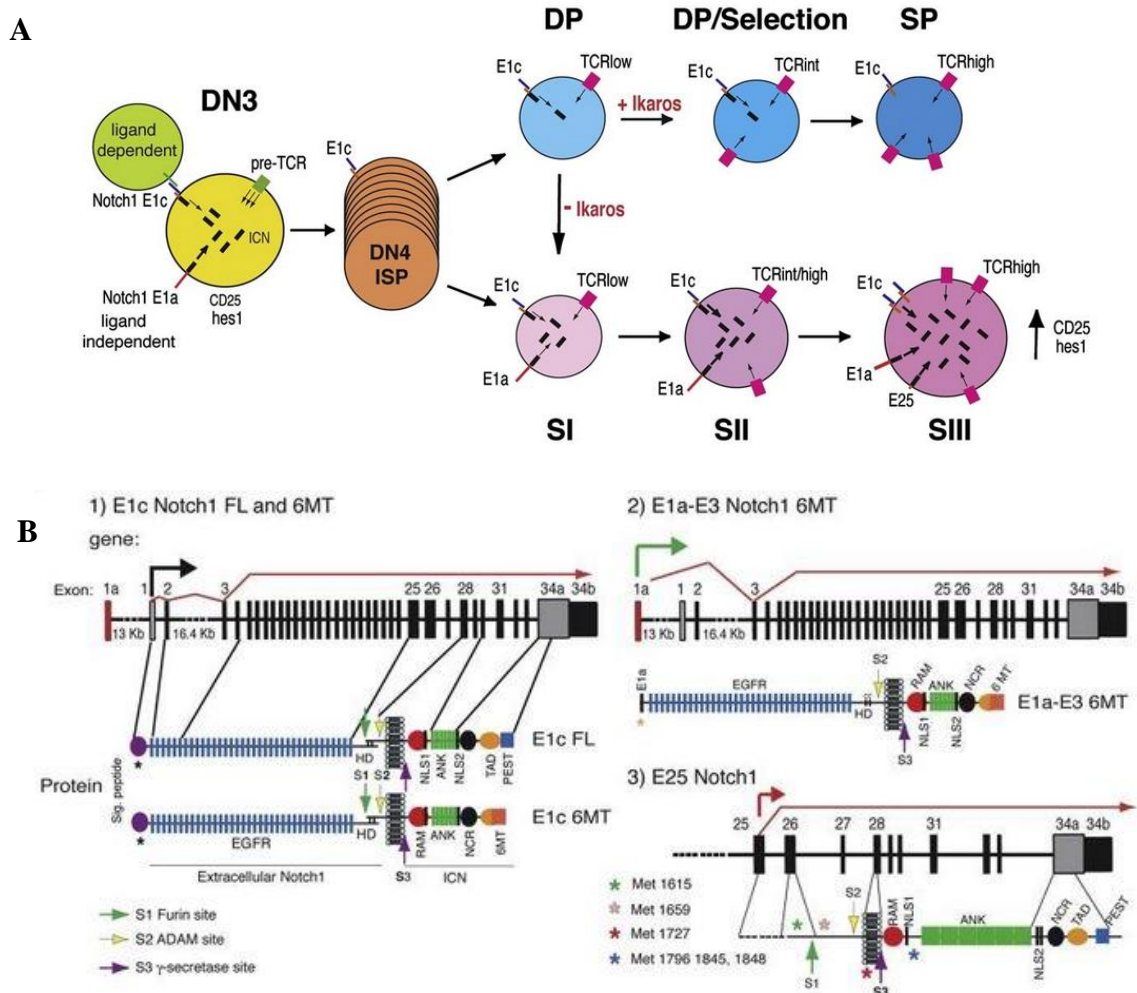 A
DP
DP/Selection
SP
E1c
TCRlow
E1c
TCRint
E1c
TCRhigh
DN3
+ Ikaros
ligand
dependent
E1c
pre-TCR
Notch1 E1c
- Ikaros
ICN
DN4
ISP
E1c
TCRlow
E1c
TCRint/high
E1c
TCRhigh
Notch1 E1a
CD25
hes1
CD25
hes1
ligand
independent
E1a
E1a
E1a
E25
SI
SII
SIII
B
1) E1c Notch1 FL and 6MT
gene:
Exon: 1a 1 2 3 25 26 28 31 34a 34b
13 Kb 16.4 Kb
Protein
Sig. peptide
*
HD
S1 S2
NLS1
ANK
NLS2
TAD
PEST
E1c FL
*
EGFR
HD
S3
RAM
ANK
NCR
6MT
E1c 6MT
Extracellular Notch1
ICN
S1 Furin site
S2 ADAM site
S3 γ-secretase site
2) E1a-E3 Notch1 6MT
1a 1 2 3 25 26 28 31 34a 34b
13 Kb 16.4 Kb
E1a
*
EGFR
HD
S2
S3
RAM
NLS1
ANK
NLS2
NCR
6 MT
E1a-E3 6MT
3) E25 Notch1
25 26 27 28 31 34a 34b
* Met 1615
* Met 1659
* Met 1727
* Met 1796 1845, 1848
* *
S1
S2
*
S3
RAM
NLS1
*
ANK
NLS2
NCR
TAD
PEST